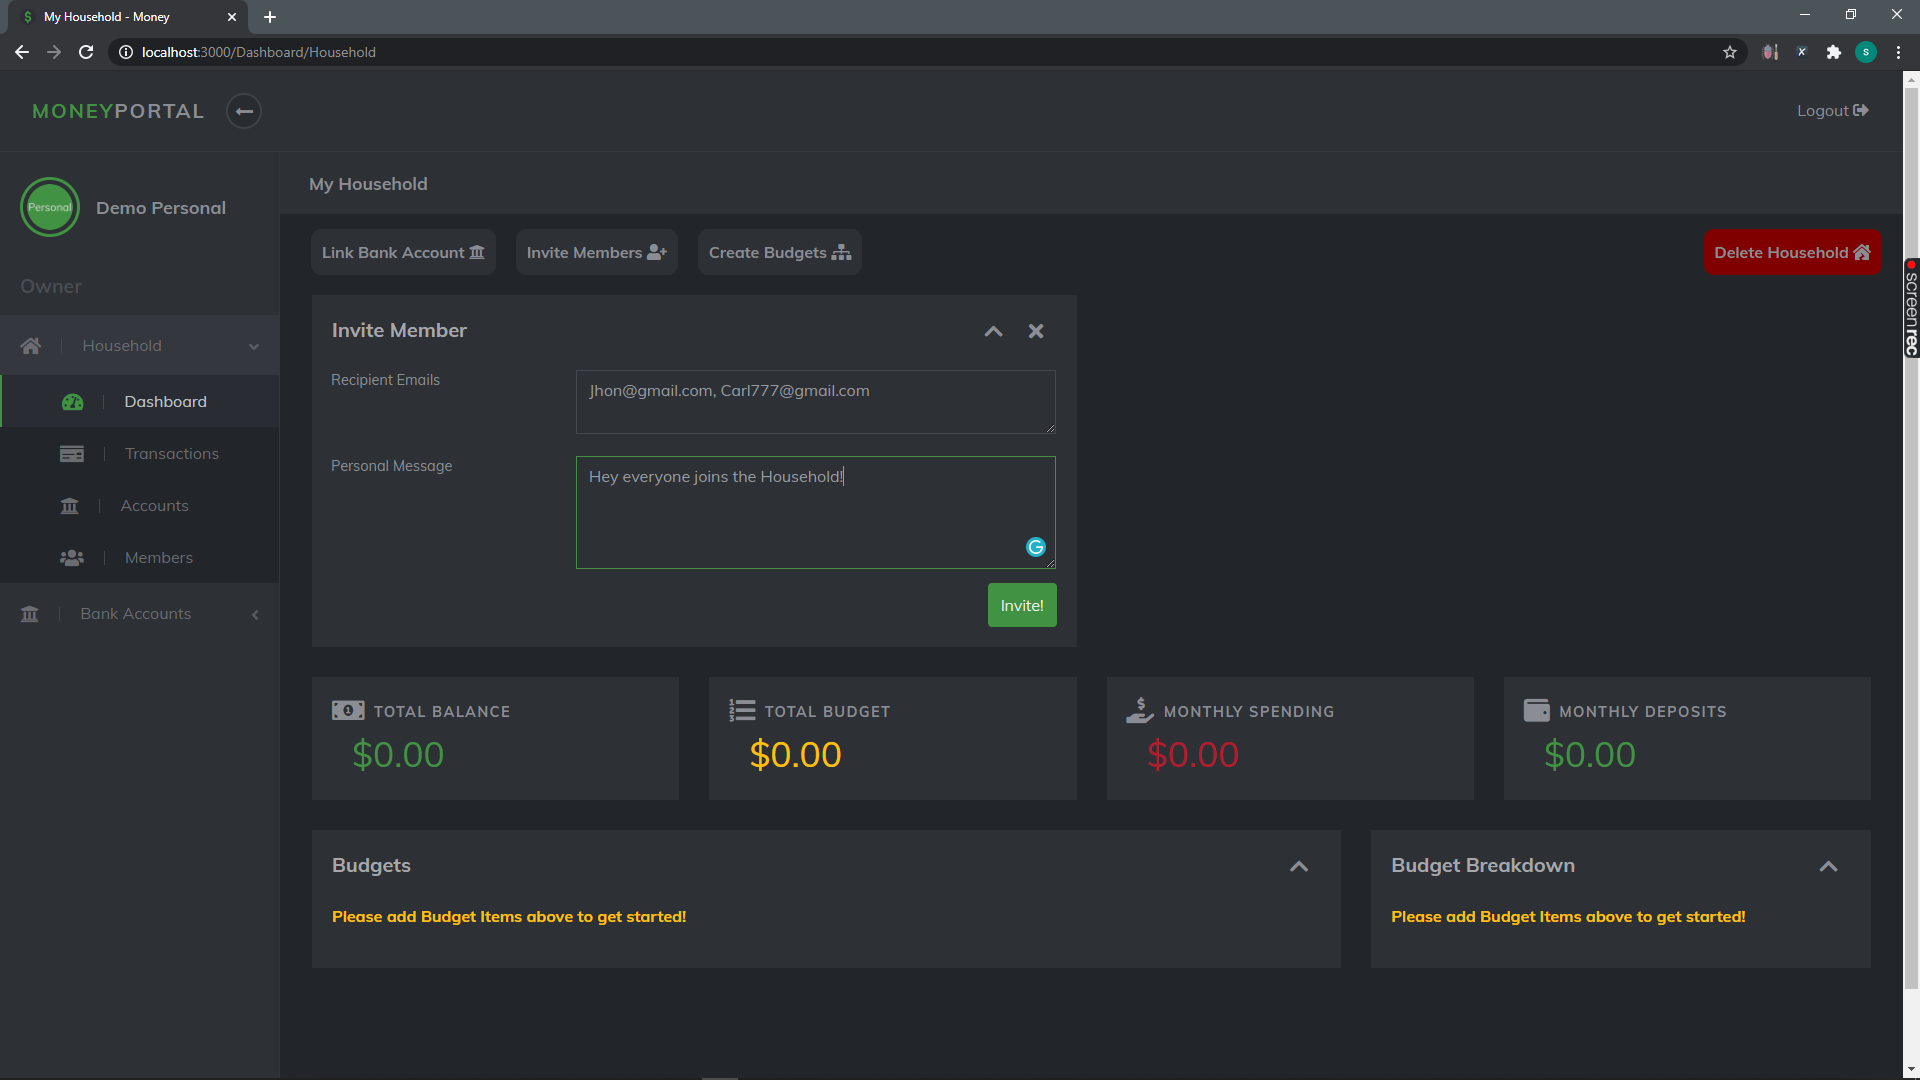 My Household - Money
localhost:3000/Dashboard/Household
S
MONEYPORTAL
Logout
Personal
Demo Personal
Owner
Household
Dashboard
Transactions
Accounts
Members
Bank Accounts
My Household
Link Bank Account
Invite Members
Create Budgets
Delete Household
screenrec
Invite Member
Recipient Emails
Jhon@gmail.com, Carl777@gmail.com
Personal Message
Hey everyone joins the Household!
Invite!
TOTAL BALANCE
$0.00
TOTAL BUDGET
$0.00
MONTHLY SPENDING
$0.00
MONTHLY DEPOSITS
$0.00
Budgets
Please add Budget Items above to get started!
Budget Breakdown
Please add Budget Items above to get started!